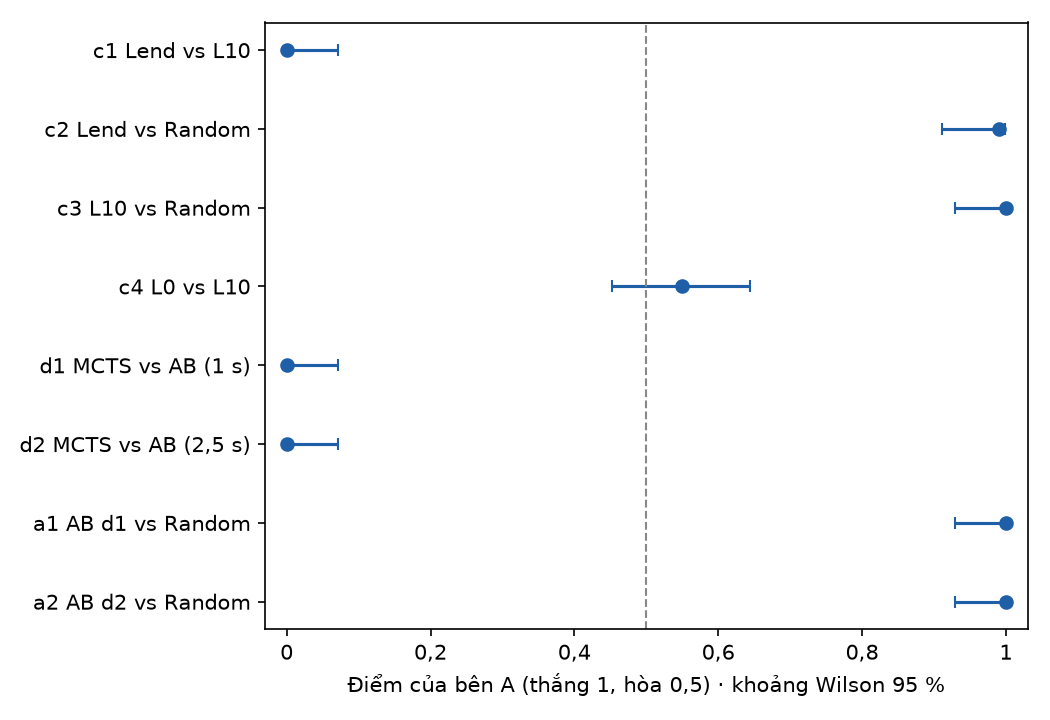 c1 Lend vs L10
c2 Lend vs Random
c3 L10 vs Random
c4 L0 vs L10
d1 MCTS vs AB (1 s)
d2 MCTS vs AB (2,5 s)
a1 AB d1 vs Random
a2 AB d2 vs Random
0 0,2 0,4 0,6 0,8 1
Điểm của bên A (thắng 1, hòa 0,5) · khoảng Wilson 95 %